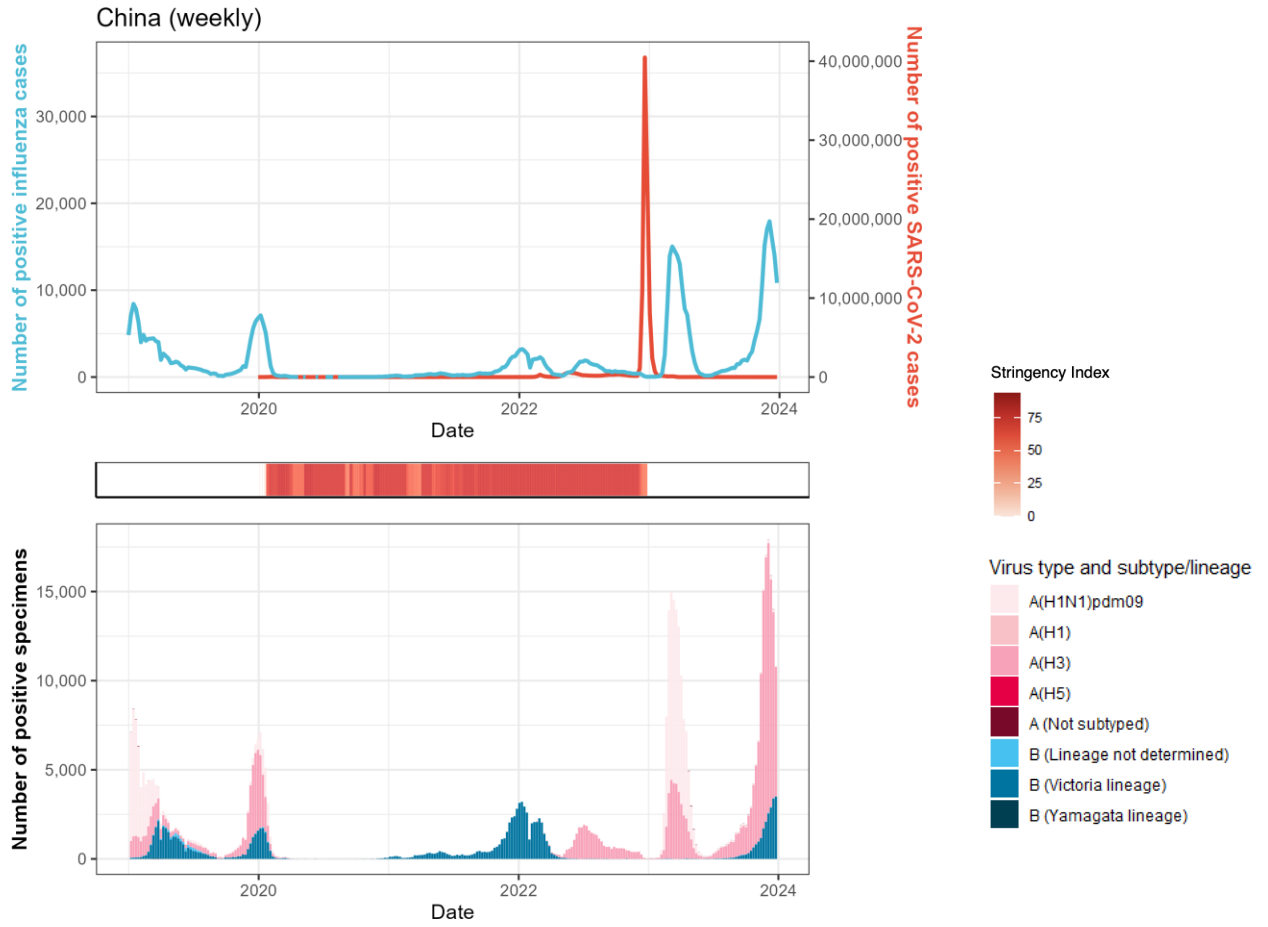 China (weekly)
Number of positive influenza cases
30,000
20,000
10,000
0
40,000,000
30,000,000
20,000,000
10,000,000
0
Number of positive SARS-CoV-2 cases
2020
2022
2024
Date
Stringency Index
75
50
25
0
Number of positive specimens
15,000
10,000
5,000
0
2020
2022
2024
Date
Virus type and subtype/lineage
A(H1N1)pdm09
A(H1)
A(H3)
A(H5)
A (Not subtyped)
B (Lineage not determined)
B (Victoria lineage)
B (Yamagata lineage)